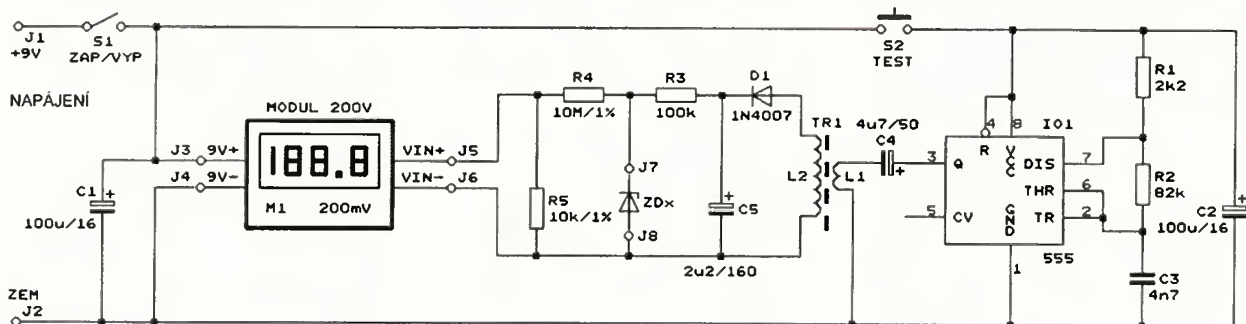 J1
+9V
S1
ZAP/VYP
NAPÁJENÍ
S2
TEST
MODUL 200V
J3
9V+
J4
9V-
188.8
M1
200mV
VIN+
J5
VIN-
J6
C1
+
100u/16
ZEM
J2
R4
10M/1%
R3
100k
D1
1N4007
R5
10k/1%
J7
ZDx
J8
+
C5
2u2/160
TR1
L2
L1
4u7/50
C4
+
3
Q
4
R
8
VCC
IO1
DIS
7
THR
6
TR
2
5
CV
GND
1
555
R1
2k2
R2
82k
C3
4n7
+
C2
100u/16